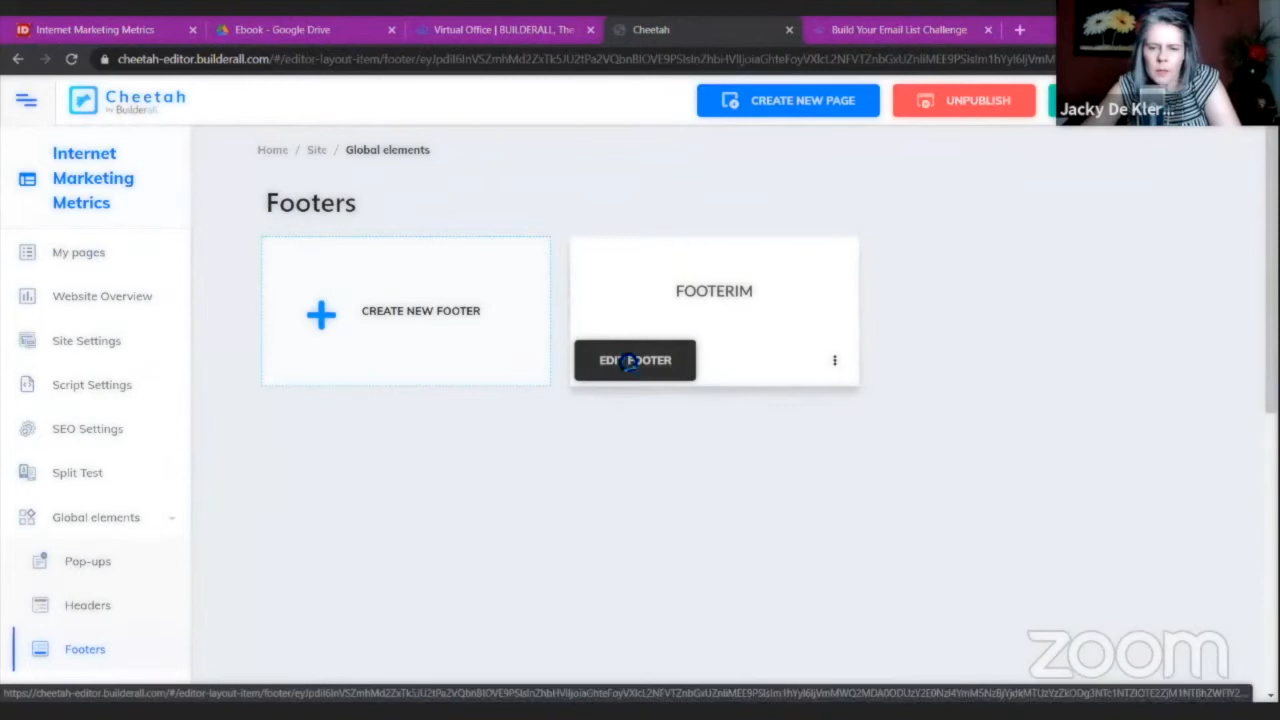 Internet Marketing Metrics
Ebook - Google Drive
Virtual Office | BUILDERALL, The
Cheetah
Build Your Email List Challenge
Jacky De Kler...
Cheetah
by Builderall
CREATE NEW PAGE
UNPUBLISH
Internet
Marketing
Metrics
Home / Site / Global elements
Footers
CREATE NEW FOOTER
FOOTERIM
EDIT FOOTER
My pages
Website Overview
Site Settings
Script Settings
SEO Settings
Split Test
Global elements
Pop-ups
Headers
Footers
zoom